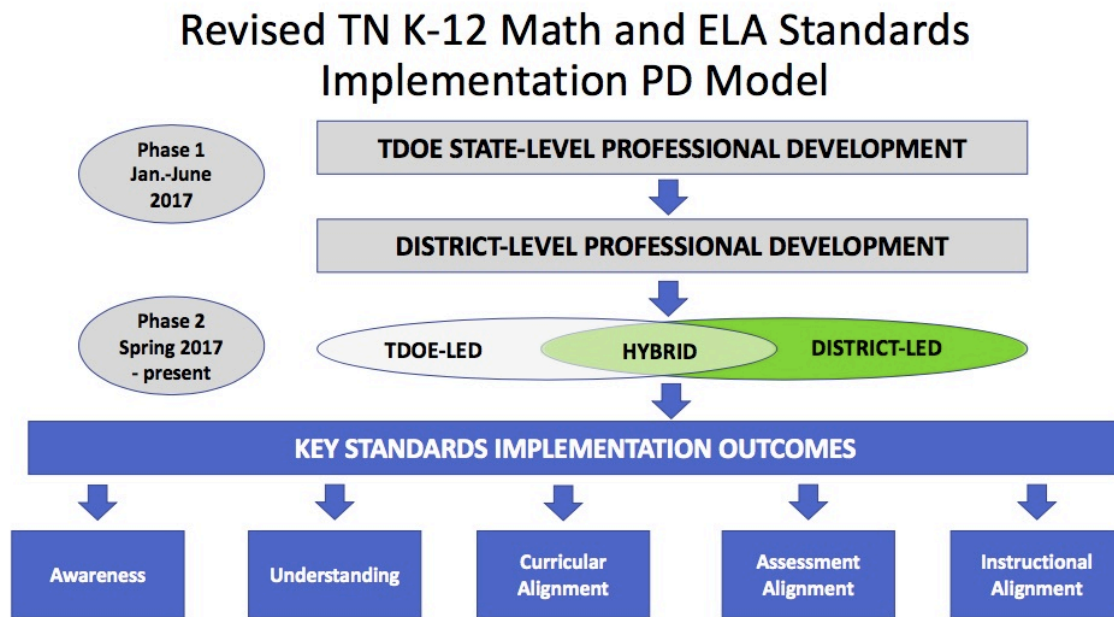 Revised TN K-12 Math and ELA Standards
Implementation PD Model
Phase 1
Jan.-June
2017
TDOE STATE-LEVEL PROFESSIONAL DEVELOPMENT
DISTRICT-LEVEL PROFESSIONAL DEVELOPMENT
Phase 2
Spring 2017
- present
TDOE-LED
HYBRID
DISTRICT-LED
KEY STANDARDS IMPLEMENTATION OUTCOMES
Awareness
Understanding
Curricular
Alignment
Assessment
Alignment
Instructional
Alignment